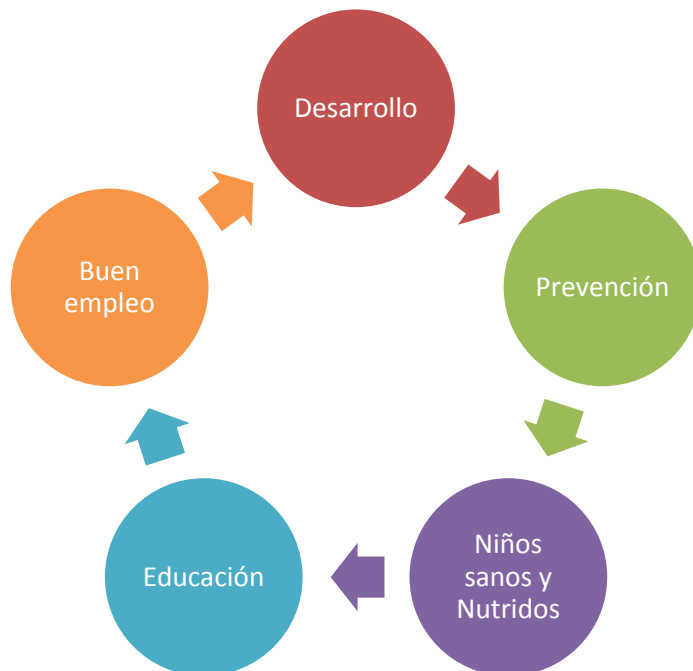 Desarrollo
Prevención
Niños
sanos y
Nutridos
Educación
Buen
empleo